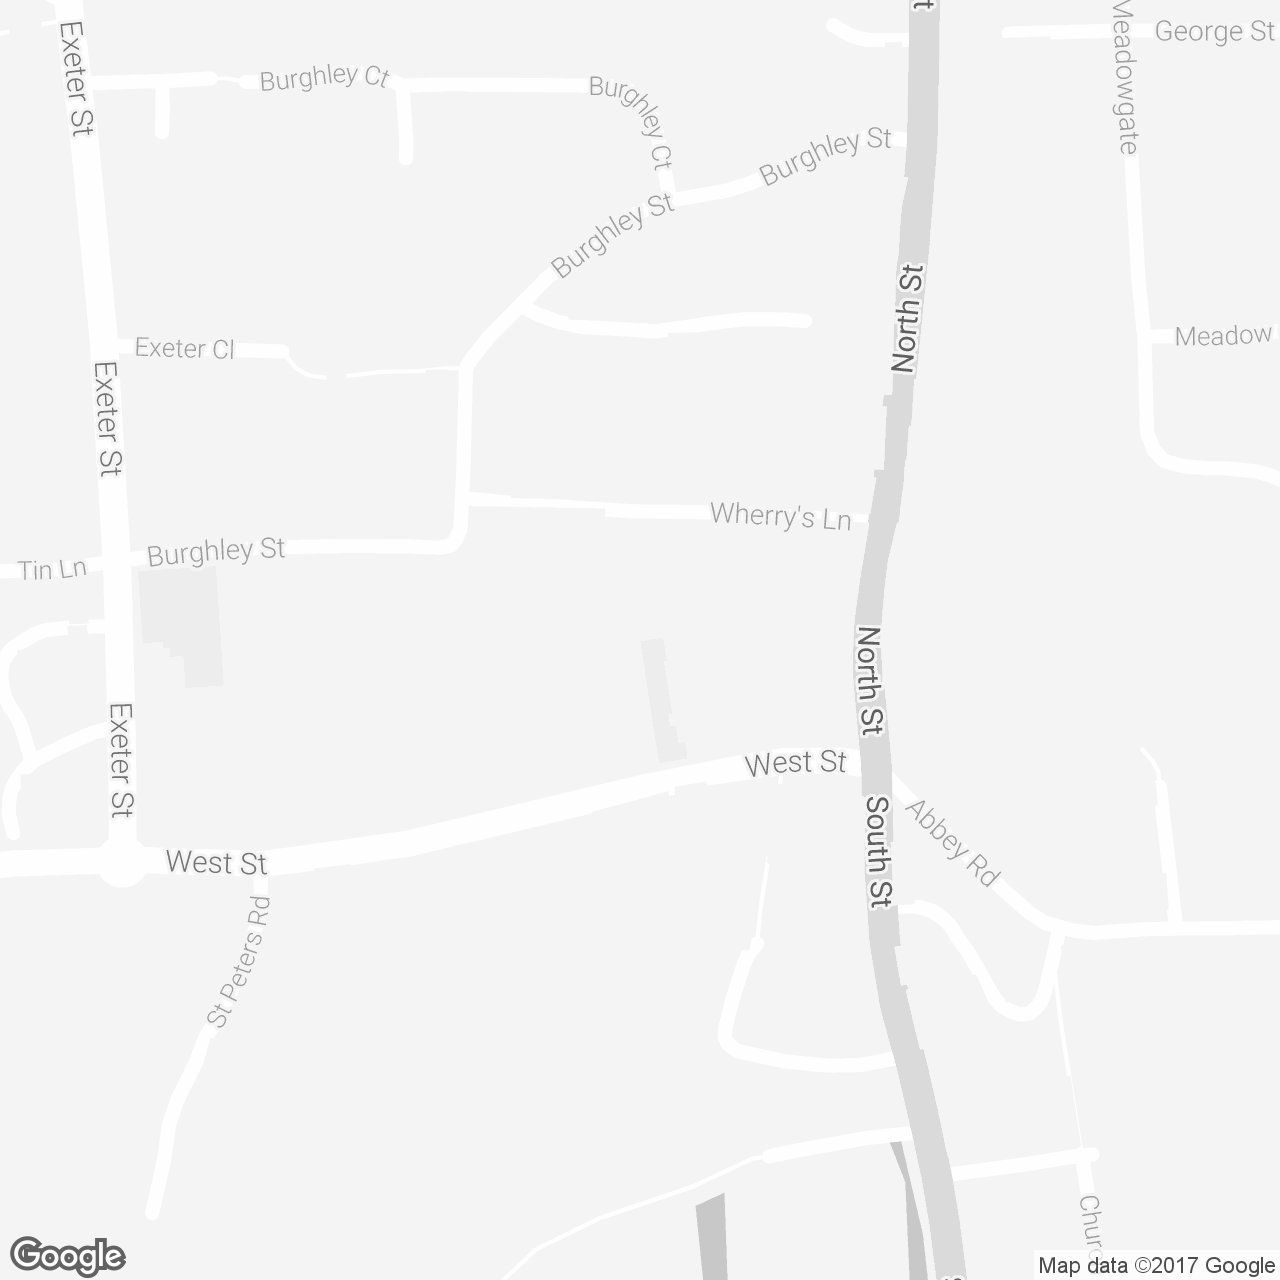 Exeter St
Burghley Ct
Burghley Ct
Burghley St
Burghley St
George St
Meadowgate
North St
Meadow
Exeter Cl
Exeter St
Wherry's Ln
Tin Ln
Burghley St
North St
Exeter St
West St
South St
Abbey Rd
West St
St Peters Rd
Google
Map data ©2017 Google